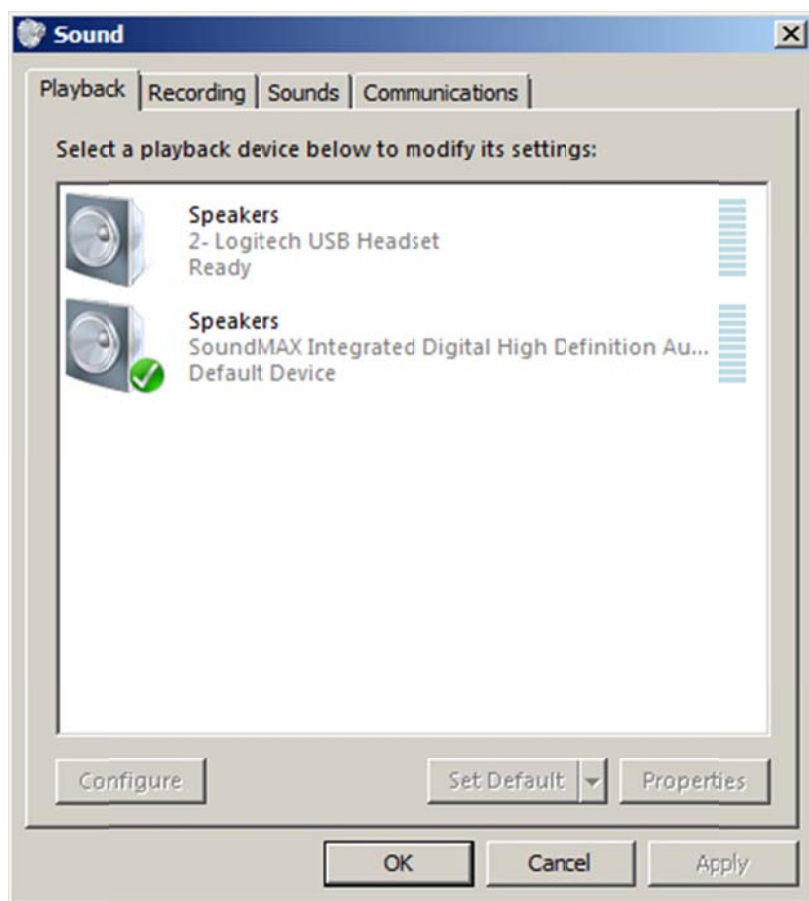 Sound
Playback Recording Sounds Communications
Select a playback device below to modify its settings:
Speakers
2- Logitech USB Headset
Ready
Speakers
SoundMAX Integrated Digital High Definition Au...
Default Device
Configure Set Default Properties
OK Cancel Apply